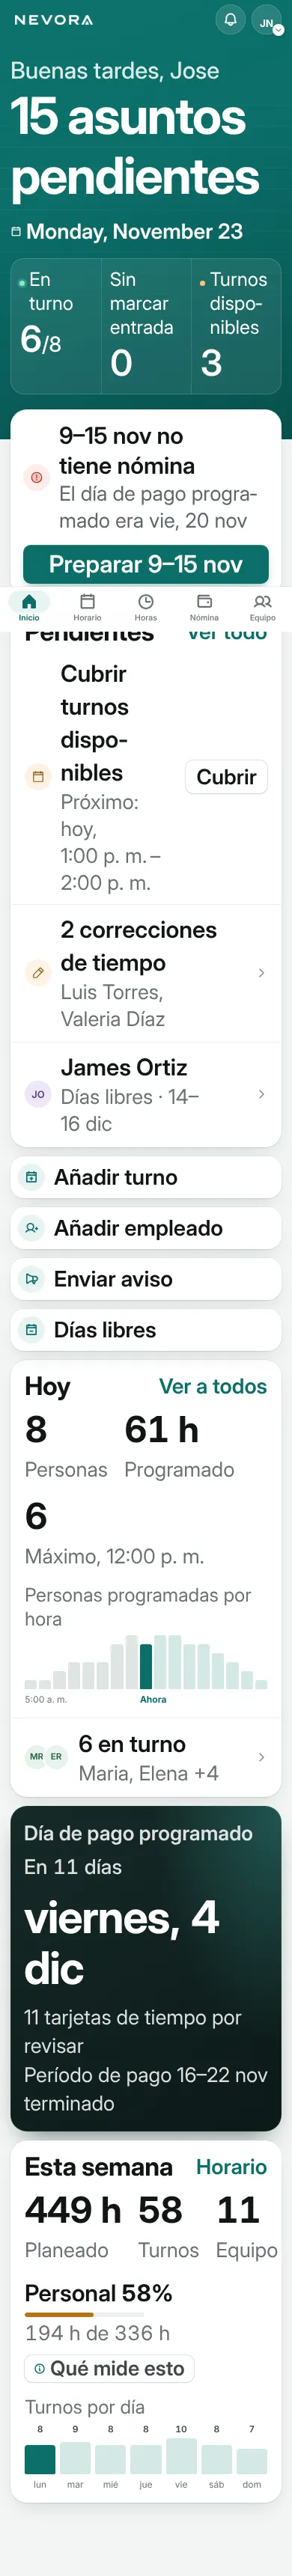 NEVORA
JN
Buenas tardes, Jose
15 asuntos
pendientes
Monday, November 23
En
turno
6/8
Sin
marcar
entrada
0
Turnos
dispo-
nibles
3
9–15 nov no
tiene nómina
El día de pago progra-
mado era vie, 20 nov
Preparar 9–15 nov
Inicio
Horario
Horas
Nómina
Equipo
Pendientes
Ver todo
Cubrir
turnos
dispo-
nibles
Próximo:
hoy,
1:00 p. m. –
2:00 p. m.
Cubrir
2 correcciones
de tiempo
Luis Torres,
Valeria Díaz
JO
James Ortiz
Días libres · 14–
16 dic
Añadir turno
Añadir empleado
Enviar aviso
Días libres
Hoy
Ver a todos
8
Personas
61 h
Programado
6
Máximo, 12:00 p. m.
Personas programadas por
hora
5:00 a. m.
Ahora
MR
ER
6 en turno
Maria, Elena +4
Día de pago programado
En 11 días
viernes, 4
dic
11 tarjetas de tiempo por
revisar
Período de pago 16–22 nov
terminado
Esta semana
Horario
449 h
Planeado
58
Turnos
11
Equipo
Personal 58%
194 h de 336 h
Qué mide esto
Turnos por día
8 9 8 8 10 8 7
lun mar mié jue vie sáb dom